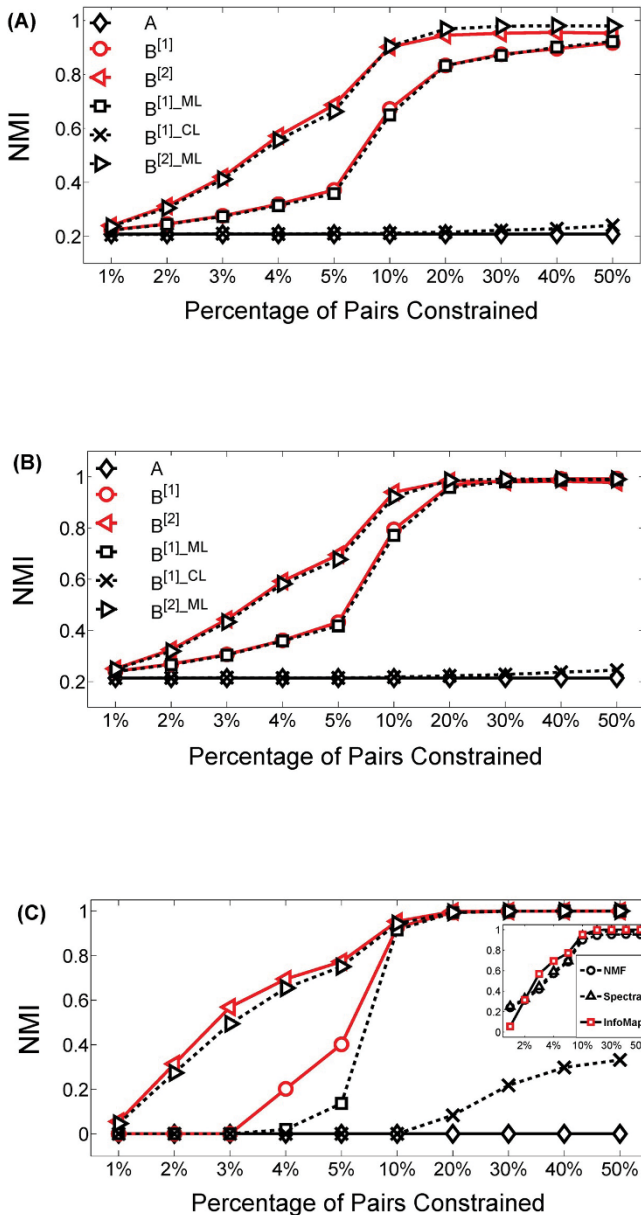 (A)
1
0.8
0.6
0.4
0.2
NMI
A
B[1]
B[2]
B[1]_ML
B[1]_CL
B[2]_ML
1% 2% 3% 4% 5% 10% 20% 30% 40% 50%
Percentage of Pairs Constrained
(B)
1
0.8
0.6
0.4
0.2
NMI
A
B[1]
B[2]
B[1]_ML
B[1]_CL
B[2]_ML
1% 2% 3% 4% 5% 10% 20% 30% 40% 50%
Percentage of Pairs Constrained
(C)
1
0.8
0.6
0.4
0.2
0
NMI
1
0.8
0.6
0.4
0.2
0
NMF
Spectra
InfoMap
2% 4% 10% 30% 50
1% 2% 3% 4% 5% 10% 20% 30% 40% 50%
Percentage of Pairs Constrained